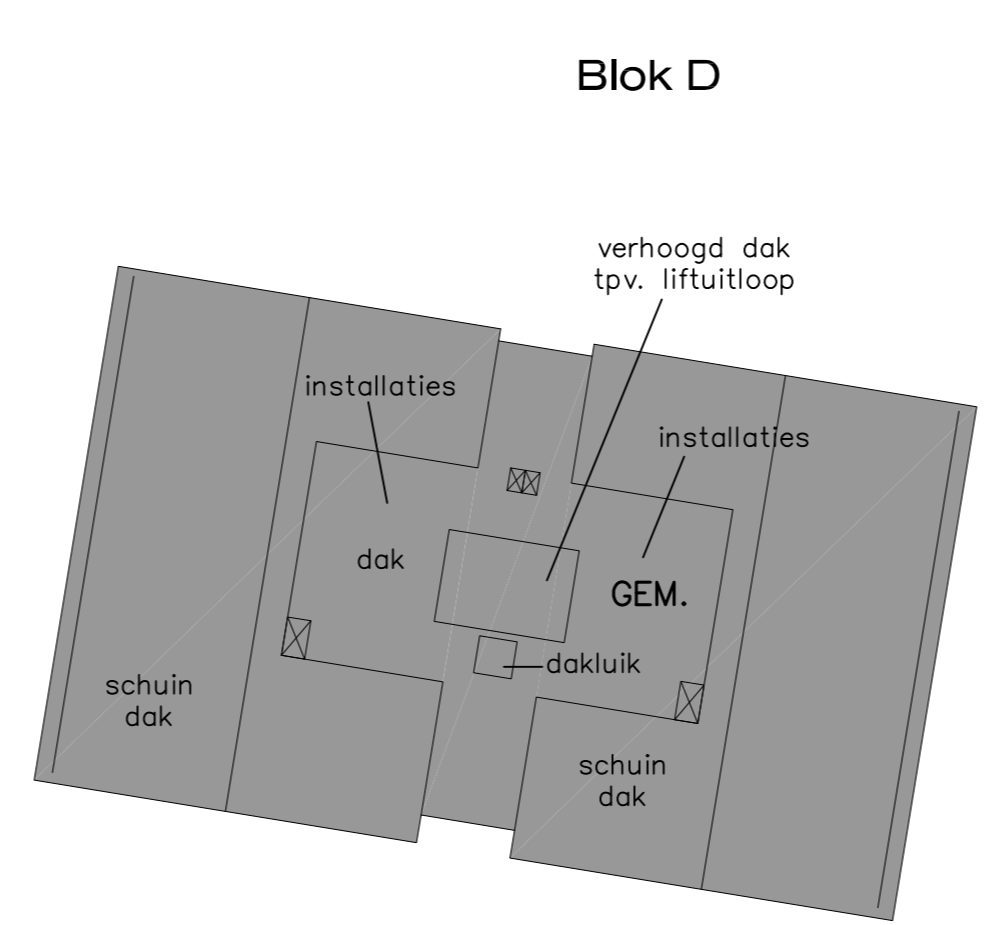 Blok D
verhoogd dak
tpv. liftuitloop
installaties
installaties
dak
GEM.
dakluik
schuin
dak
schuin
dak